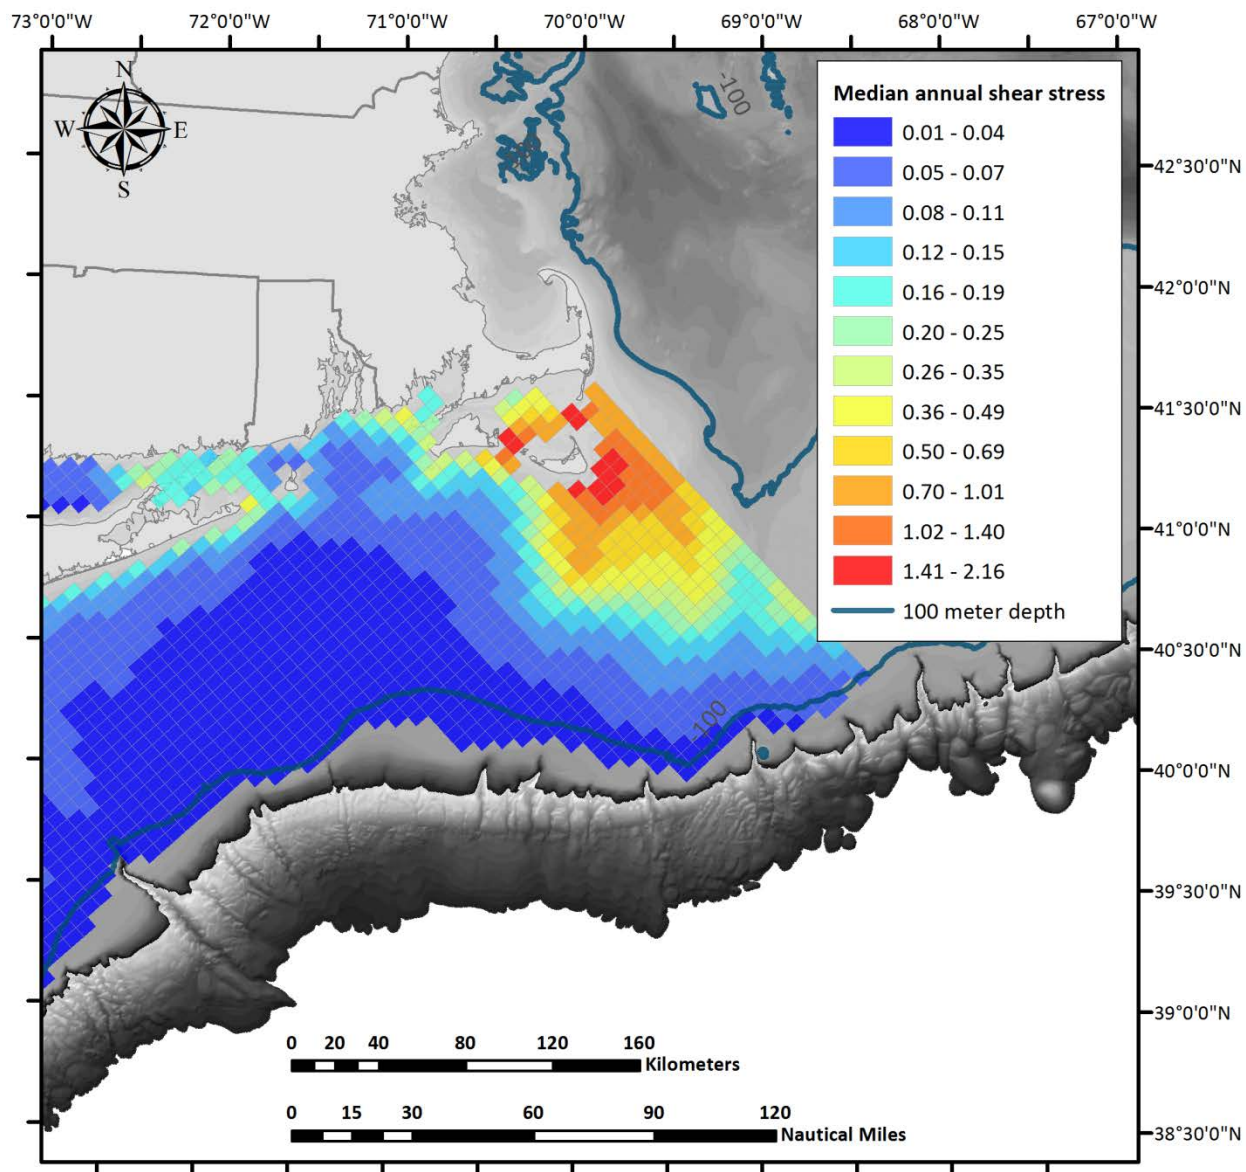 73°0'0"W 72°0'0"W 71°0'0"W 70°0'0"W 69°0'0"W 68°0'0"W 67°0'0"W
N
W E
S
-100
Median annual shear stress
0.01 - 0.04
0.05 - 0.07
0.08 - 0.11
0.12 - 0.15
0.16 - 0.19
0.20 - 0.25
0.26 - 0.35
0.36 - 0.49
0.50 - 0.69
0.70 - 1.01
1.02 - 1.40
1.41 - 2.16
100 meter depth
42°30'0"N
42°0'0"N
41°30'0"N
41°0'0"N
40°30'0"N
-100
40°0'0"N
39°30'0"N
39°0'0"N
38°30'0"N
0 20 40 80 120 160
Kilometers
0 15 30 60 90 120
Nautical Miles